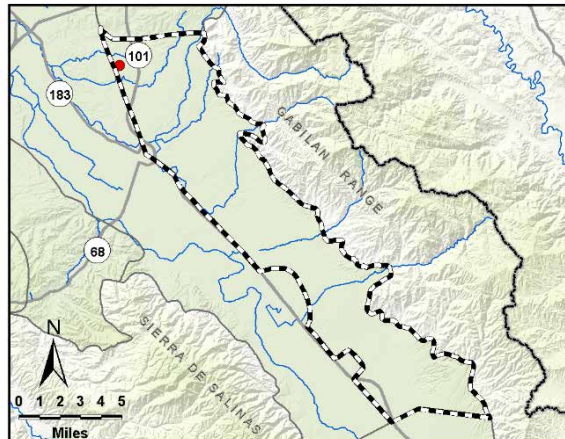 101
183
GABILAN RANGE
68
SIERRA DE SALINAS
N
0 1 2 3 4 5
Miles